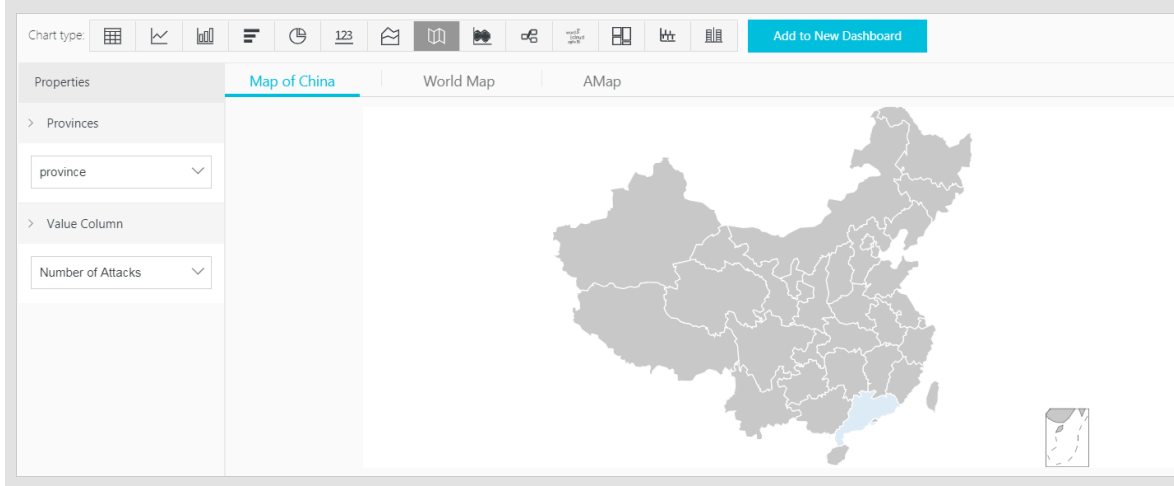 Chart type: 123 Add to New Dashboard
Properties Map of China World Map AMap
Provinces
province
Value Column
Number of Attacks